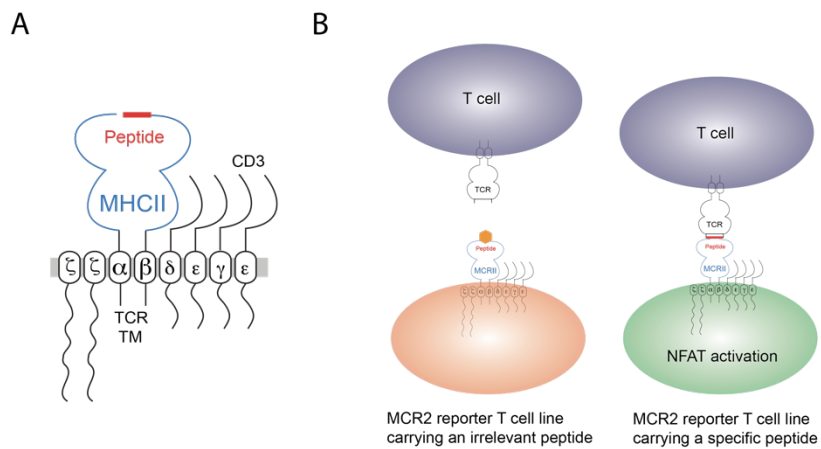 A
Peptide
CD3
MHCII
ζ ζ α β δ ε γ ε
TCR
TM
B
T cell
TCR
Peptide
MCRII
ζ ζ α β δ ε γ ε
MCR2 reporter T cell line
carrying an irrelevant peptide
T cell
TCR
Peptide
MCRII
ζ ζ α β δ ε γ ε
NFAT activation
MCR2 reporter T cell line
carrying a specific peptide